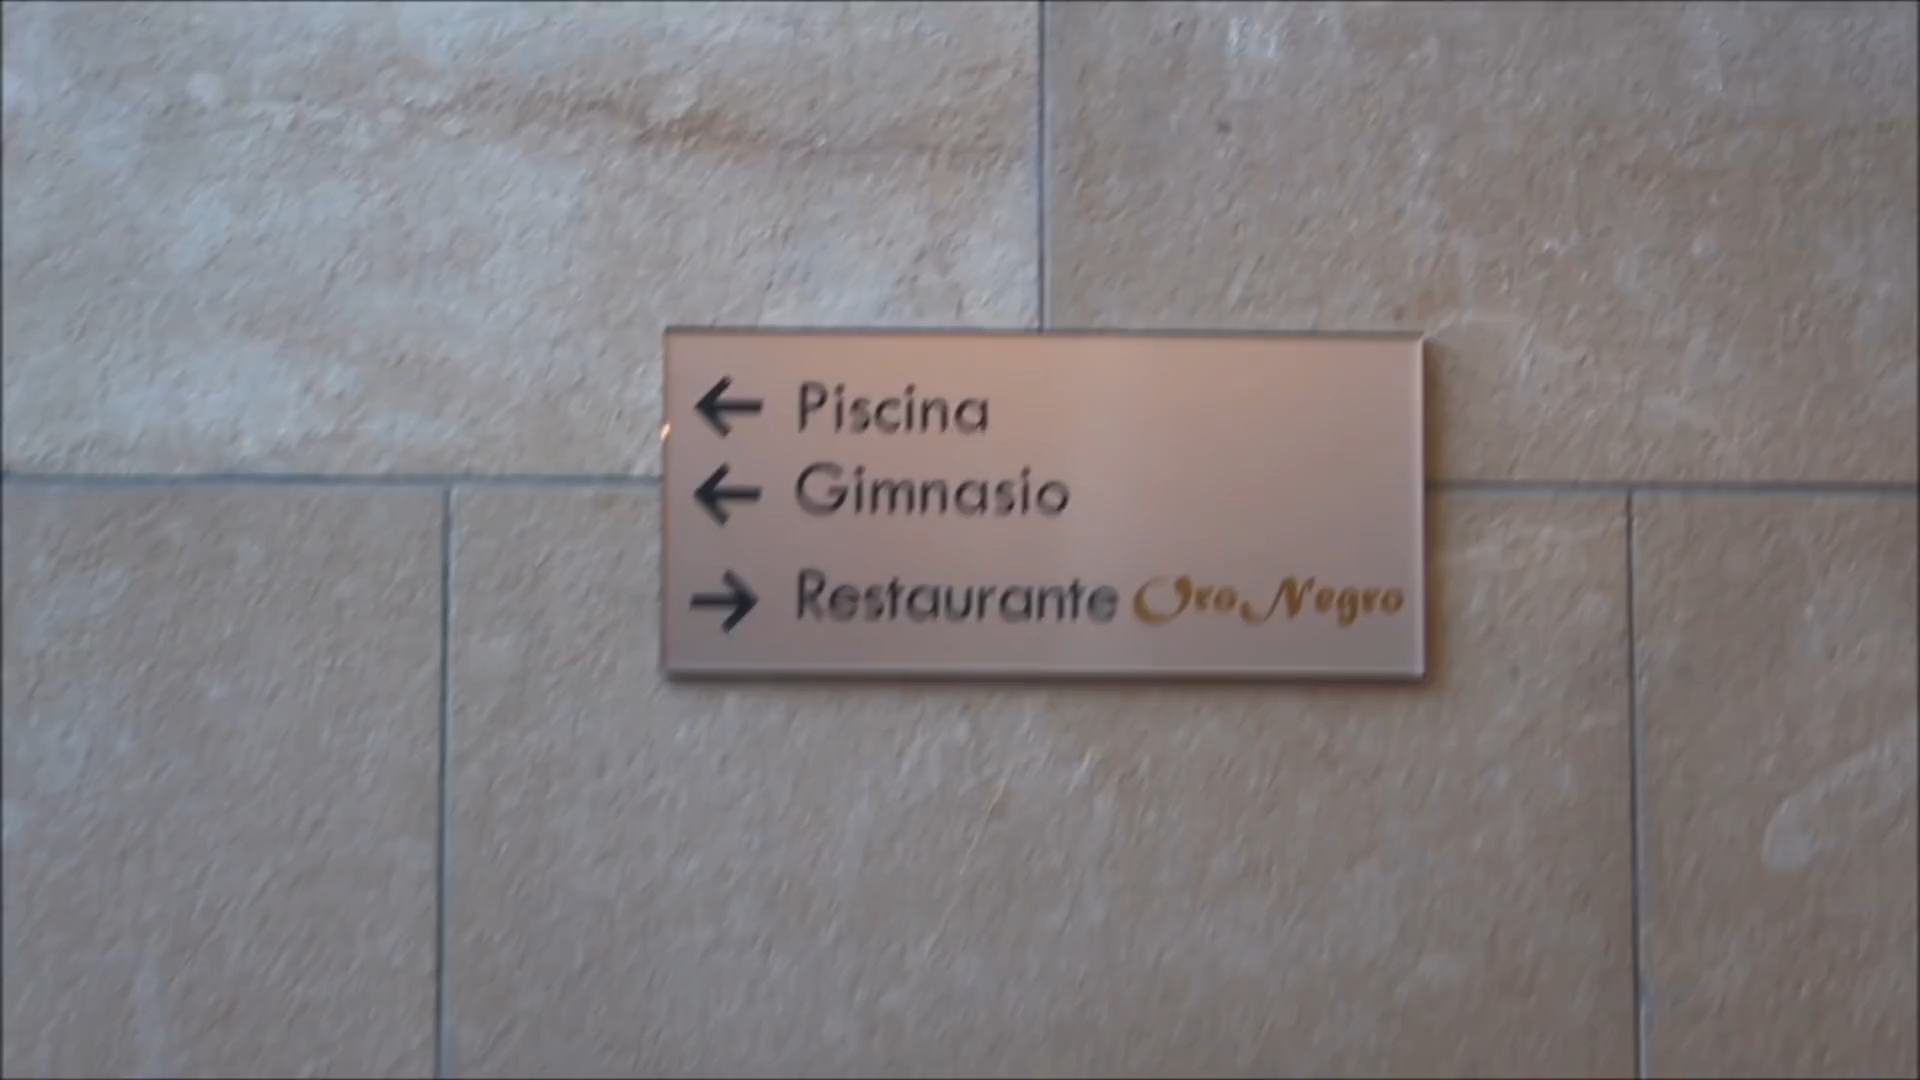 ← Piscina
← Gimnasio
→ Restaurante Oro Negro